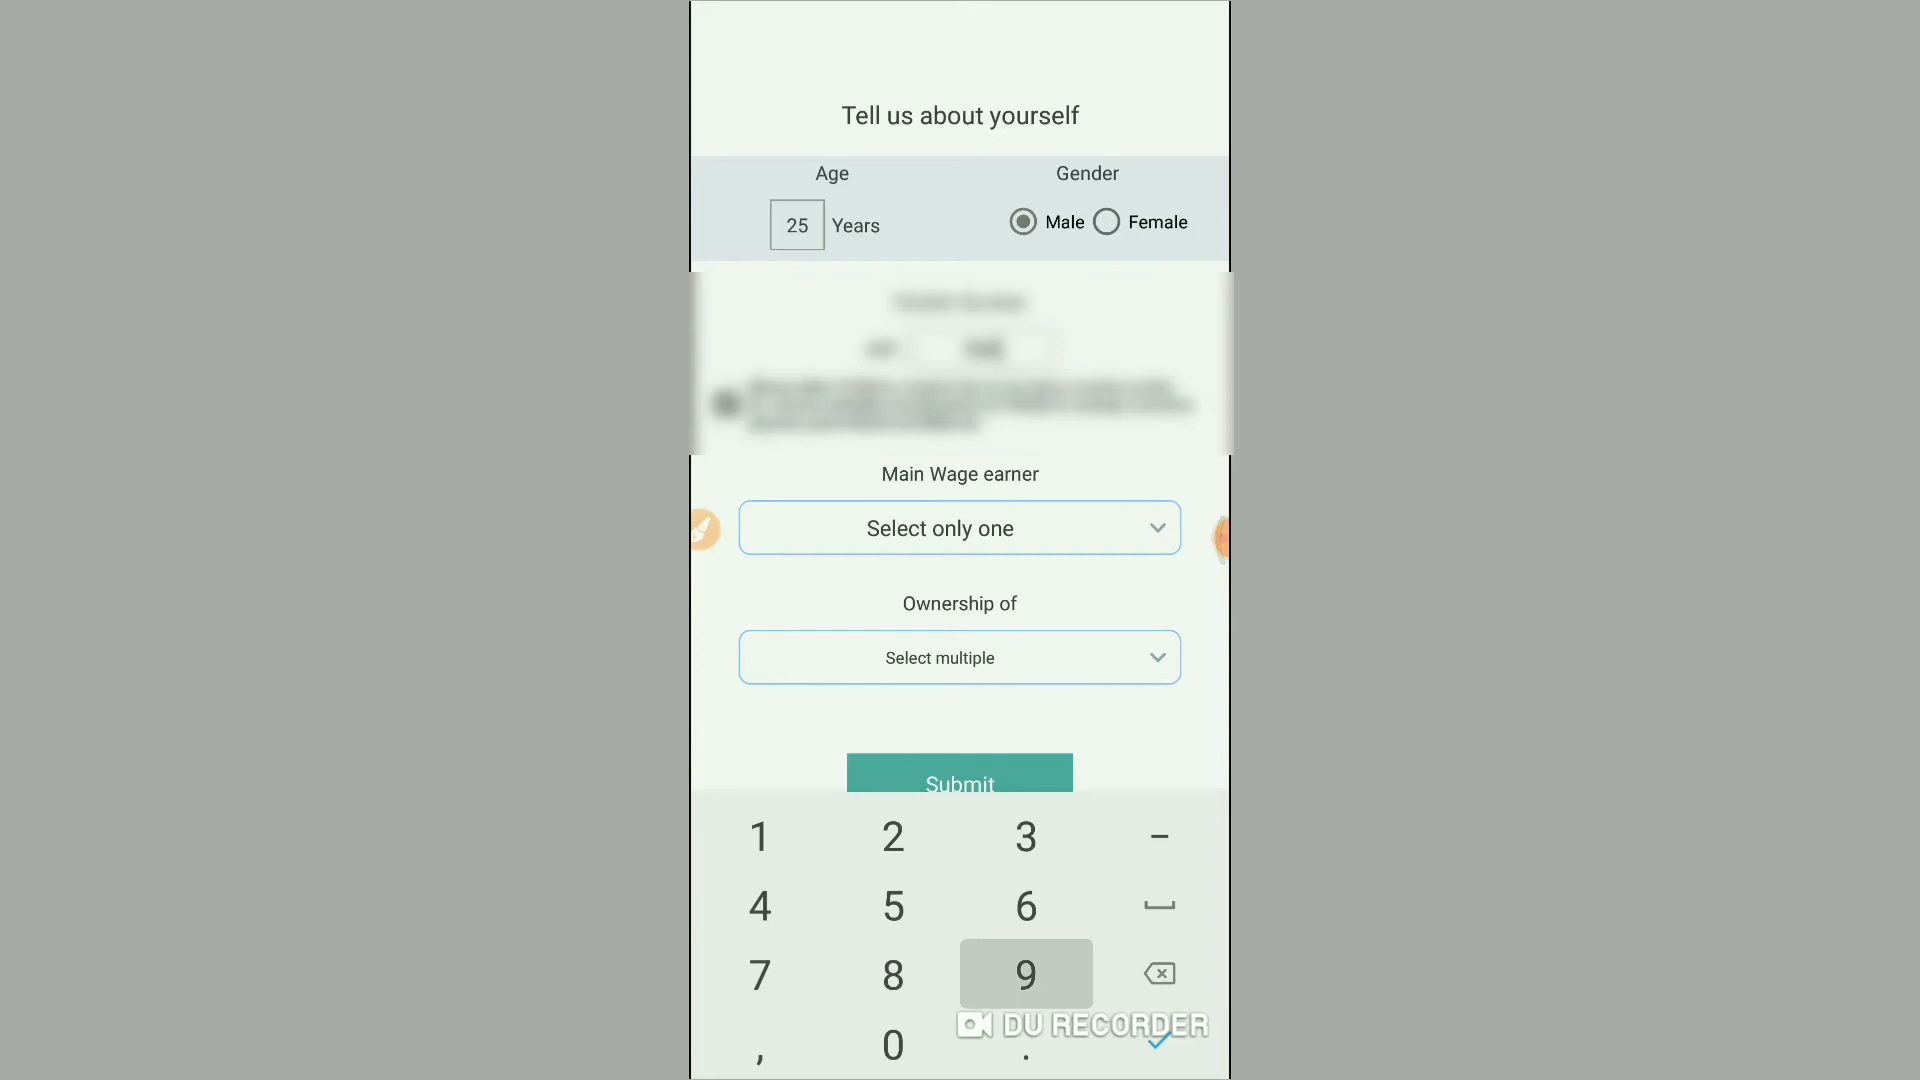 Tell us about yourself
Age
Gender
25 Years
Male
Female
Main Wage earner
Select only one
Ownership of
Select multiple
Submit
1 2 3 -
4 5 6
7 8 9
DU RECORDER
, 0 .